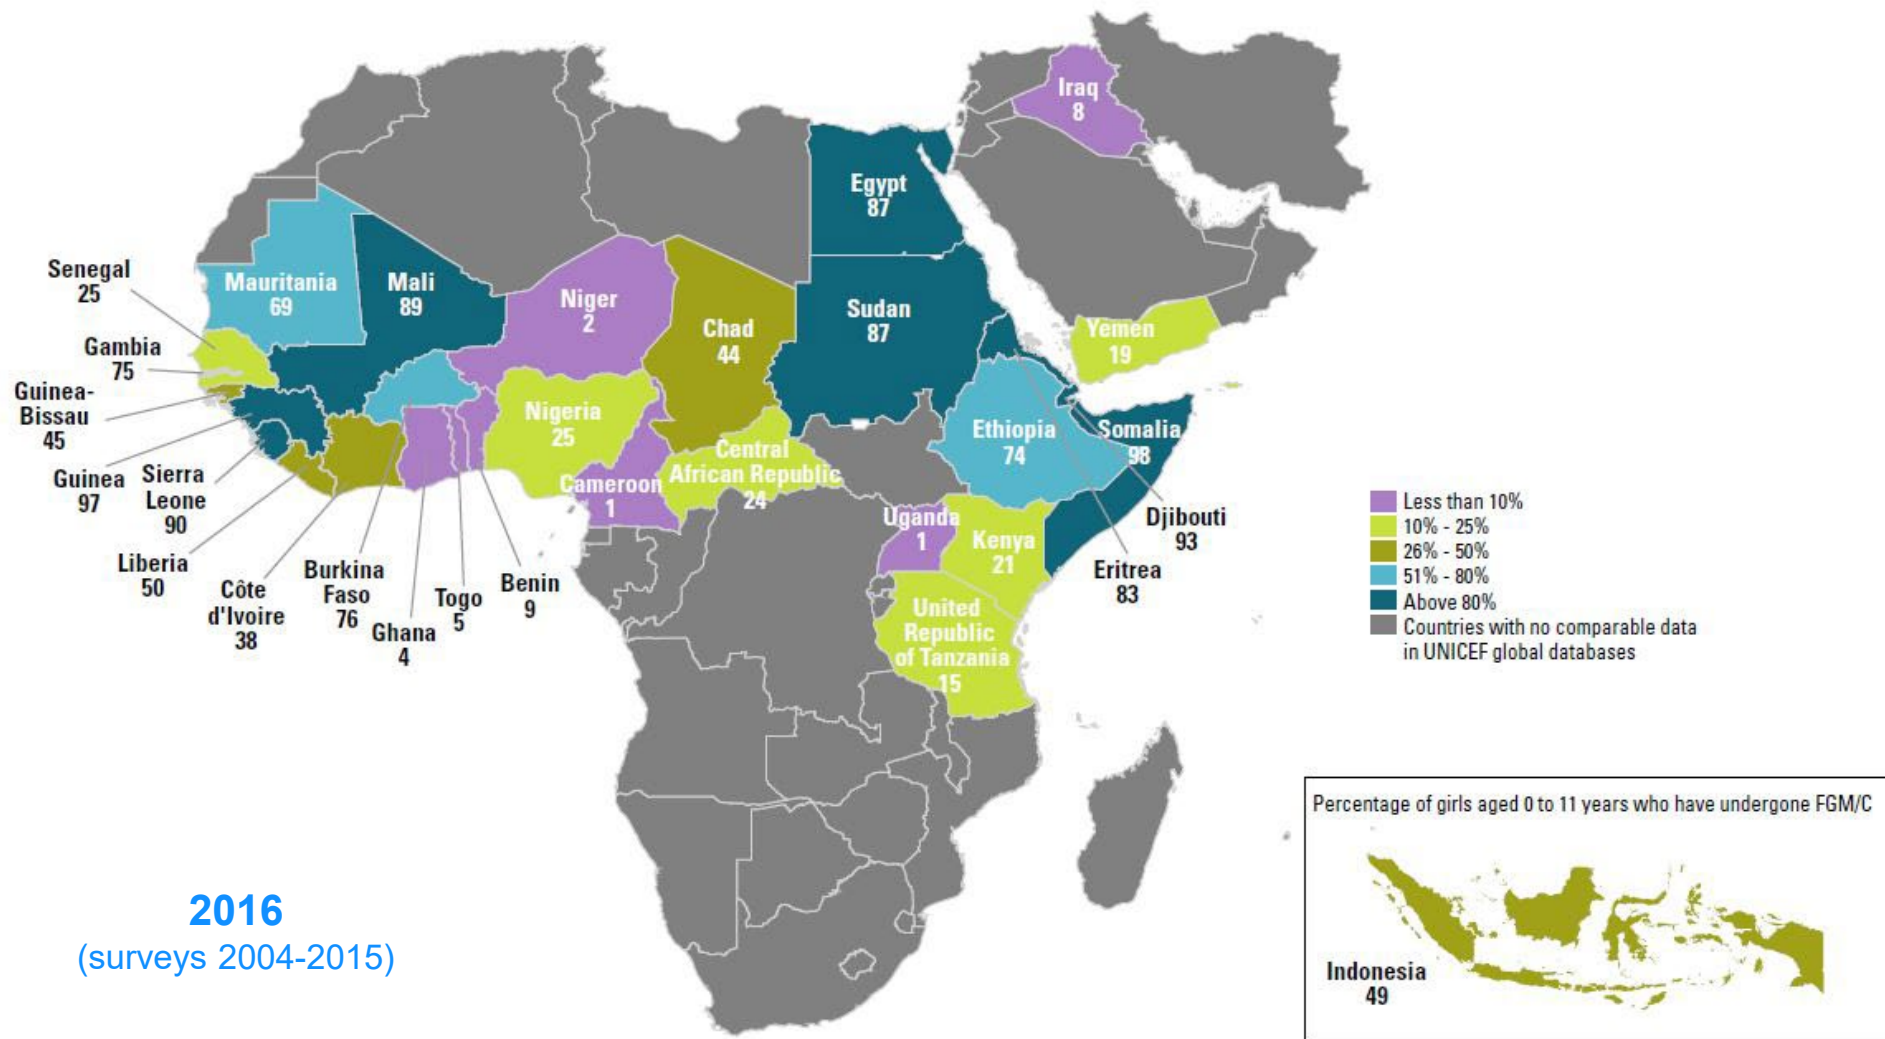 Iraq
8
Egypt
87
Senegal
25
Mauritania
69
Mali
89
Niger
2
Chad
44
Sudan
87
Yemen
19
Gambia
75
Guinea-
Bissau
45
Guinea
97
Sierra
Leone
90
Liberia
50
Côte
d'Ivoire
38
Burkina
Faso
76
Ghana
4
Togo
5
Benin
9
Nigeria
25
Cameroon
1
Central
African Republic
24
Ethiopia
74
Somalia
98
Uganda
1
Kenya
21
Djibouti
93
Eritrea
83
United
Republic
of Tanzania
15
Less than 10%
10% - 25%
26% - 50%
51% - 80%
Above 80%
Countries with no comparable data
in UNICEF global databases
Percentage of girls aged 0 to 11 years who have undergone FGM/C
Indonesia
49
2016
(surveys 2004-2015)